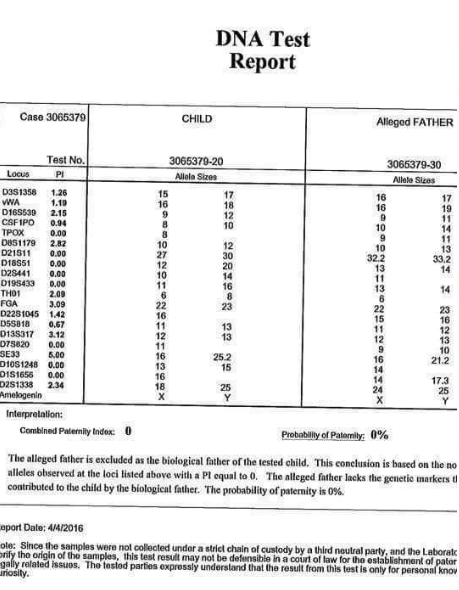 DNA Test
Report
Case 3065379 CHILD Alleged FATHER
Test No. 3065379-20 3065379-30
Locus PI Allele Sizes Allele Sizes
D3S1358 1.26 15 17 16 17
vWA 1.19 16 18 16 19
D16S539 2.15 9 12 9 11
CSF1PO 0.94 8 10 10 14
TPOX 0.00 8 9 11
D8S1179 2.82 10 12 10 13
D21S11 0.00 27 30 32.2 33.2
D18S51 0.00 12 20 13 14
D2S441 0.00 10 14 11
D19S433 0.00 11 16 13 14
TH01 2.09 6 8 6
FGA 3.09 22 23 22 23
D22S1045 1.42 16 15 16
D5S818 0.67 11 13 11 12
D13S317 3.12 12 13 12 13
D7S820 0.00 11 9 10
SE33 5.00 16 25.2 16 21.2
D10S1248 0.00 13 15 14
D1S1656 0.00 16 14 17.3
D2S1338 2.34 18 25 24 25
Amelogenin X Y X Y
Interpretation:
Combined Paternity Index: 0 Probability of Paternity: 0%
The alleged father is excluded as the biological father of the tested child. This conclusion is based on the no
alleles observed at the loci listed above with a PI equal to 0. The alleged father lacks the genetic markers t
contributed to the child by the biological father. The probability of paternity is 0%.
eport Date: 4/4/2016
ote: Since the samples were not collected under a strict chain of custody by a third neutral party, and the Laborato
erify the origin of the samples, this test result may not be defensible in a court of law for the establishment of pater
gally related issues. The tested parties expressly understand that the result from this test is only for personal know
uriosity.